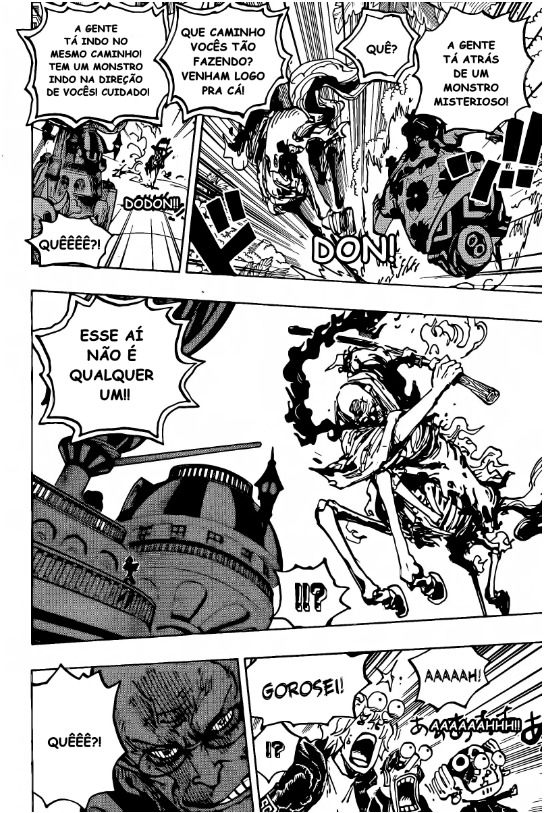 A GENTE
TÁ ATRÁS
DE UM
MONSTRO
MISTERIOSO!
QUÊ?
QUE CAMINHO
VOCÊS TÃO
FAZENDO?
VENHAM LOGO
PRA CÁ!
A GENTE
TÁ INDO NO
MESMO CAMINHO!
TEM UM MONSTRO
INDO NA DIREÇÃO
DE VOCÊS! CUIDADO!
DON!
DODON!!
QUÊÊÊÊ?!
ESSE AÍ
NÃO É
QUALQUER
UM!!
!!?
AAAAAH!
GOROSEI!
!?
QUÊÊÊ?!